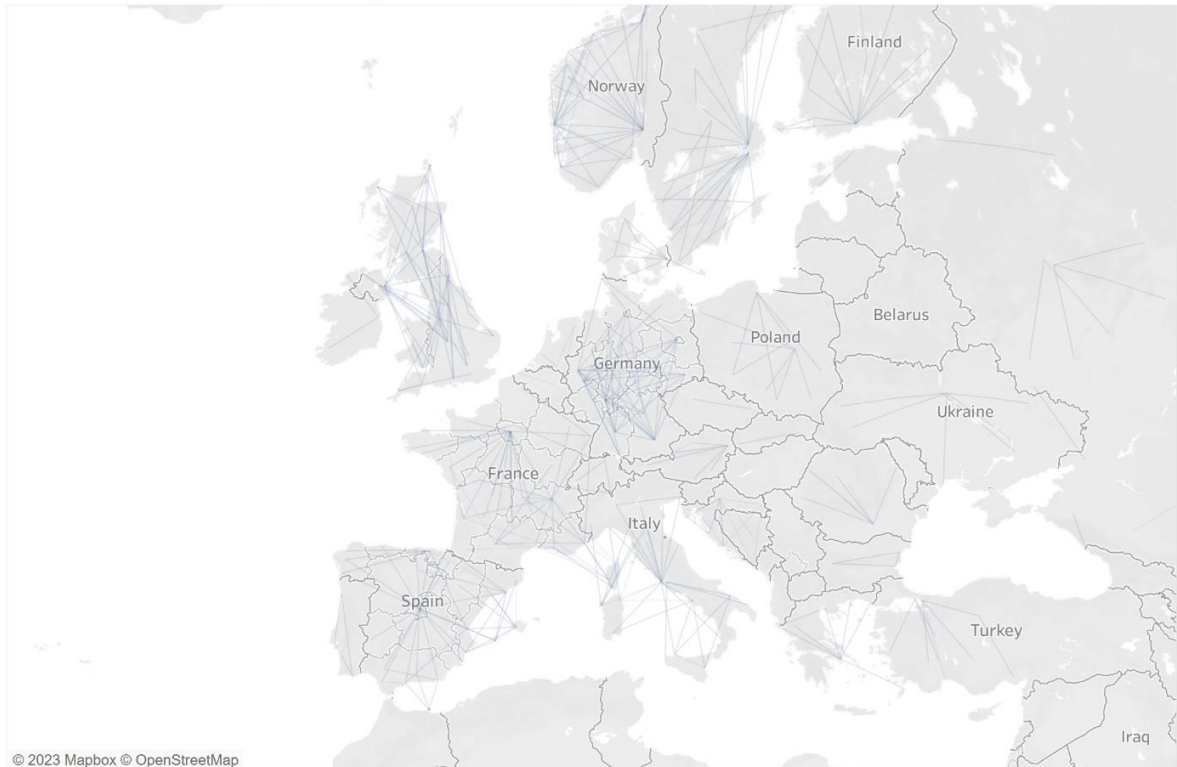 Finland
Norway
Belarus
Poland
Germany
Ukraine
France
Italy
Spain
Turkey
Iraq
© 2023 Mapbox © OpenStreetMap